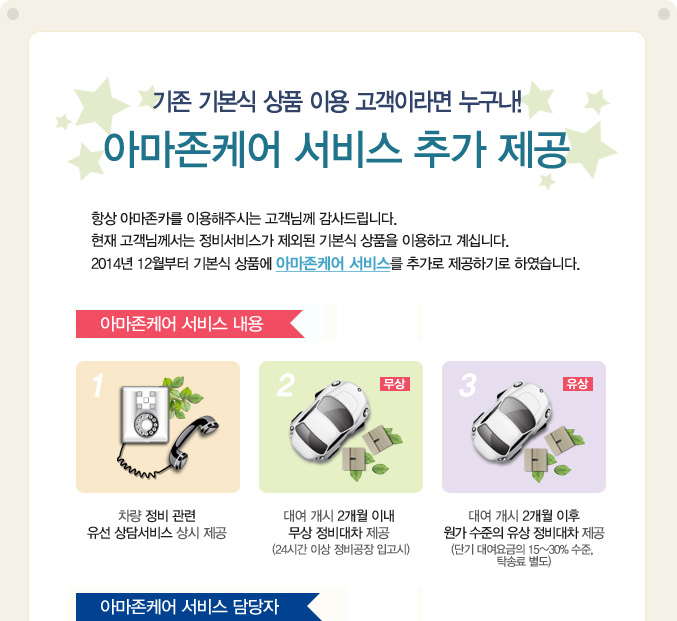 기존 기본식 상품 이용 고객이라면 누구나!
아마존케어 서비스 추가 제공
항상 아마존카를 이용해주시는 고객님께 감사드립니다.
현재 고객님께서는 정비서비스가 제외된 기본식 상품을 이용하고 계십니다.
2014년 12월부터 기본식 상품에 아마존케어 서비스를 추가로 제공하기로 하였습니다.
아마존케어 서비스 내용
1
차량 정비 관련
유선 상담서비스 상시 제공
2
무상
대여 개시 2개월 이내
무상 정비대차 제공
(24시간 이상 정비공장 입고시)
3
유상
대여 개시 2개월 이후
원가 수준의 유상 정비대차 제공
(단기 대여요금의 15~30% 수준,
탁송료 별도)
아마존케어 서비스 담당자